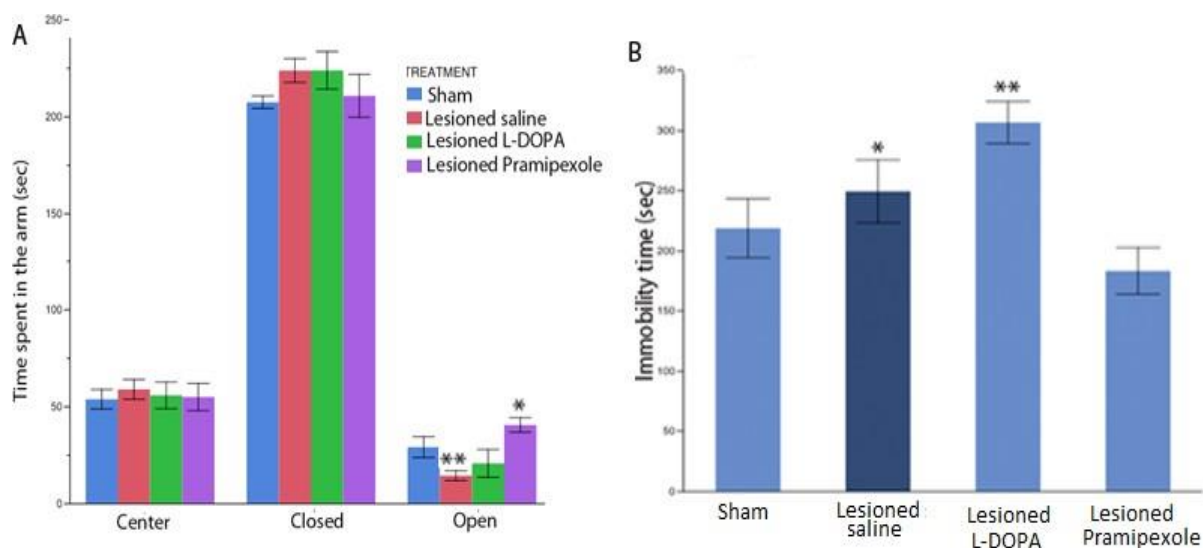 A
Time spent in the arm (sec)
250
200
150
100
50
0
TREATMENT
Sham
Lesioned saline
Lesioned L-DOPA
Lesioned Pramipexole
**
*
Center
Closed
Open
B
Immobility time (sec)
350
300
250
200
150
100
50
0
*
**
Sham
Lesioned
saline
Lesioned
L-DOPA
Lesioned
Pramipexole